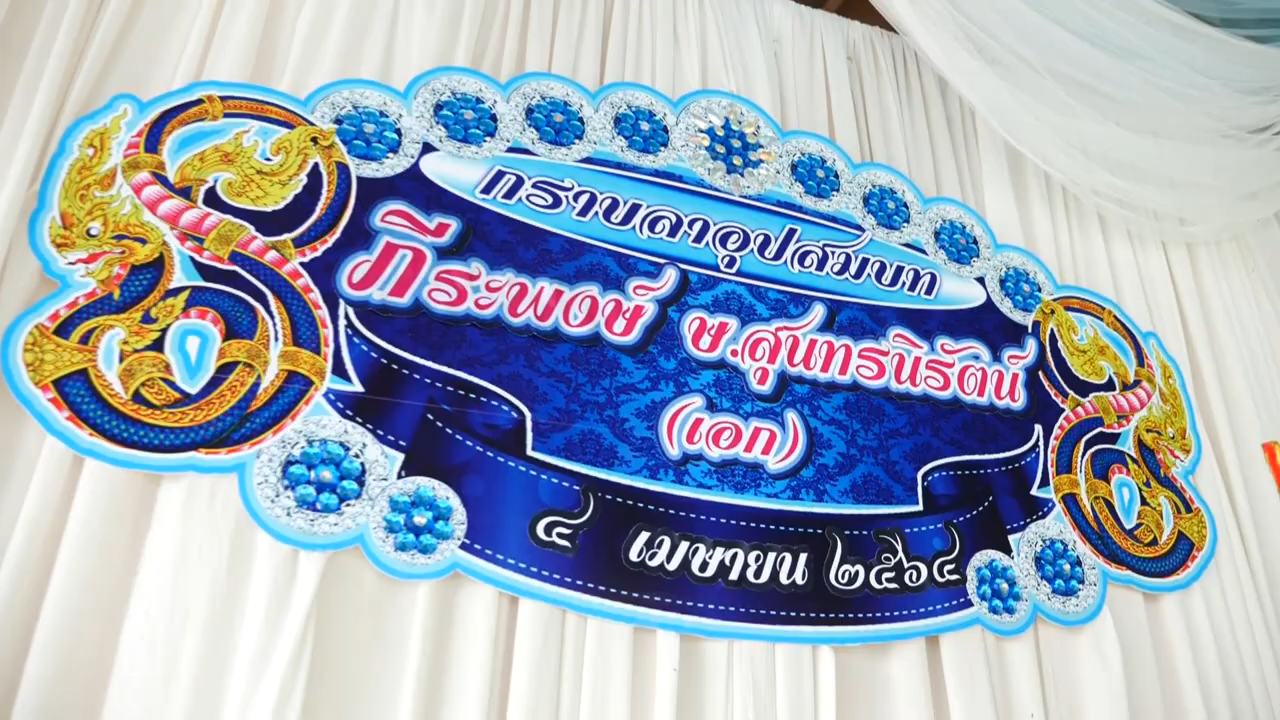 กราบลาอุปสมบท
ภีระพงษ์ ษ.สุนทรนิรัตน์
(เอก)
๔ เมษายน ๒๕๖๔